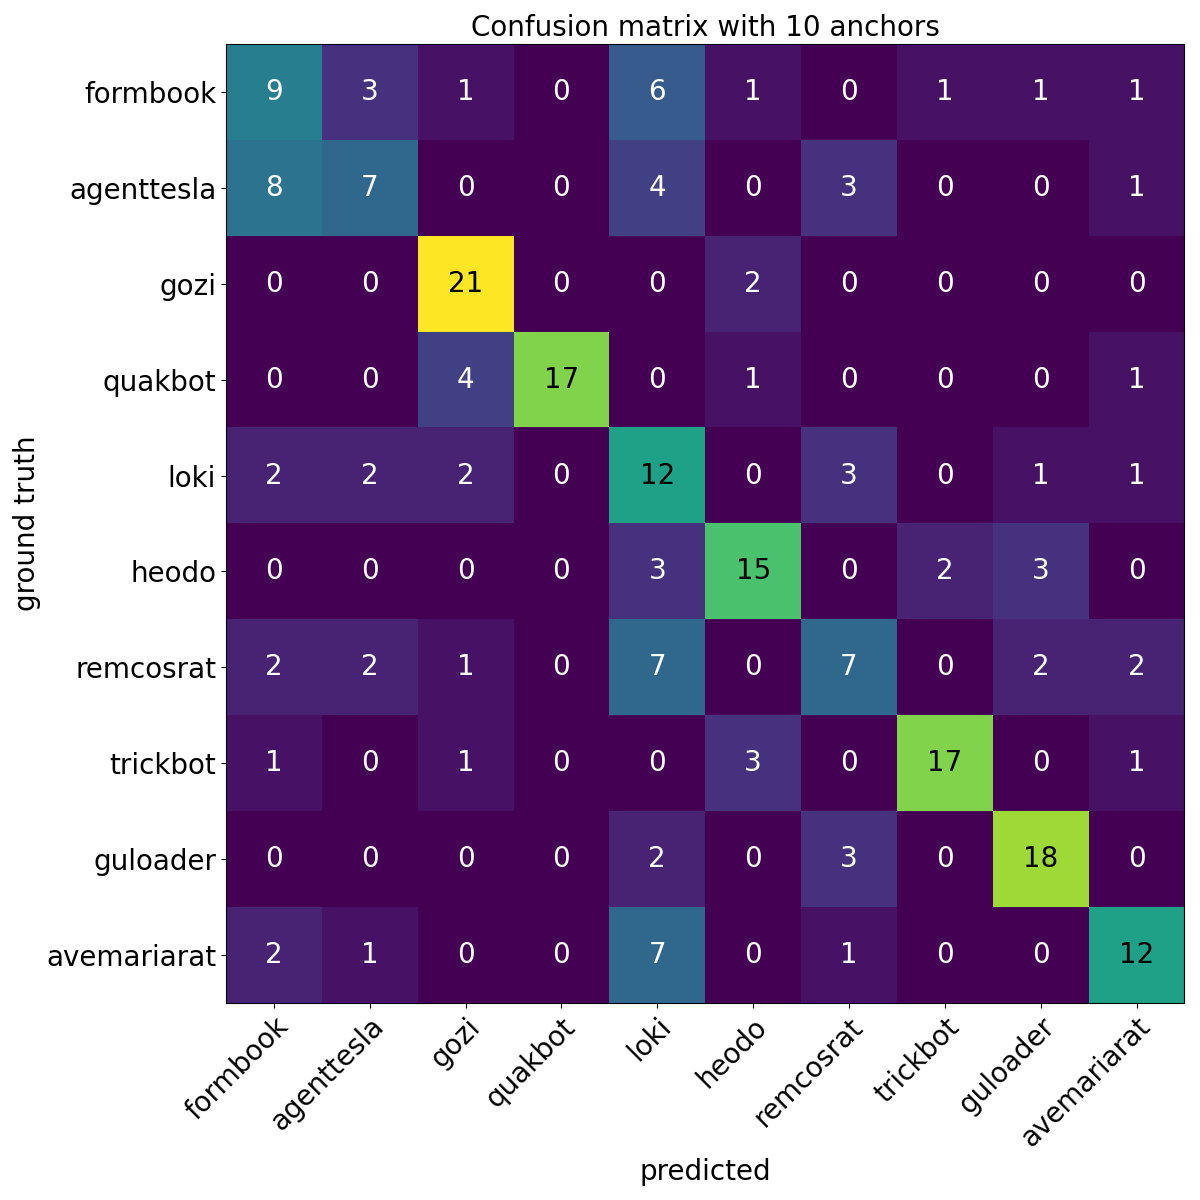 Confusion matrix with 10 anchors
formbook 9 3 1 0 6 1 0 1 1 1
agenttesla 8 7 0 0 4 0 3 0 0 1
gozi 0 0 21 0 0 2 0 0 0 0
quakbot 0 0 4 17 0 1 0 0 0 1
loki 2 2 2 0 12 0 3 0 1 1
heodo 0 0 0 0 3 15 0 2 3 0
remcosrat 2 2 1 0 7 0 7 0 2 2
trickbot 1 0 1 0 0 3 0 17 0 1
guloader 0 0 0 0 2 0 3 0 18 0
avemariarat 2 1 0 0 7 0 1 0 0 12
ground truth
formbook agenttesla gozi quakbot loki heodo remcosrat trickbot guloader avemariarat
predicted